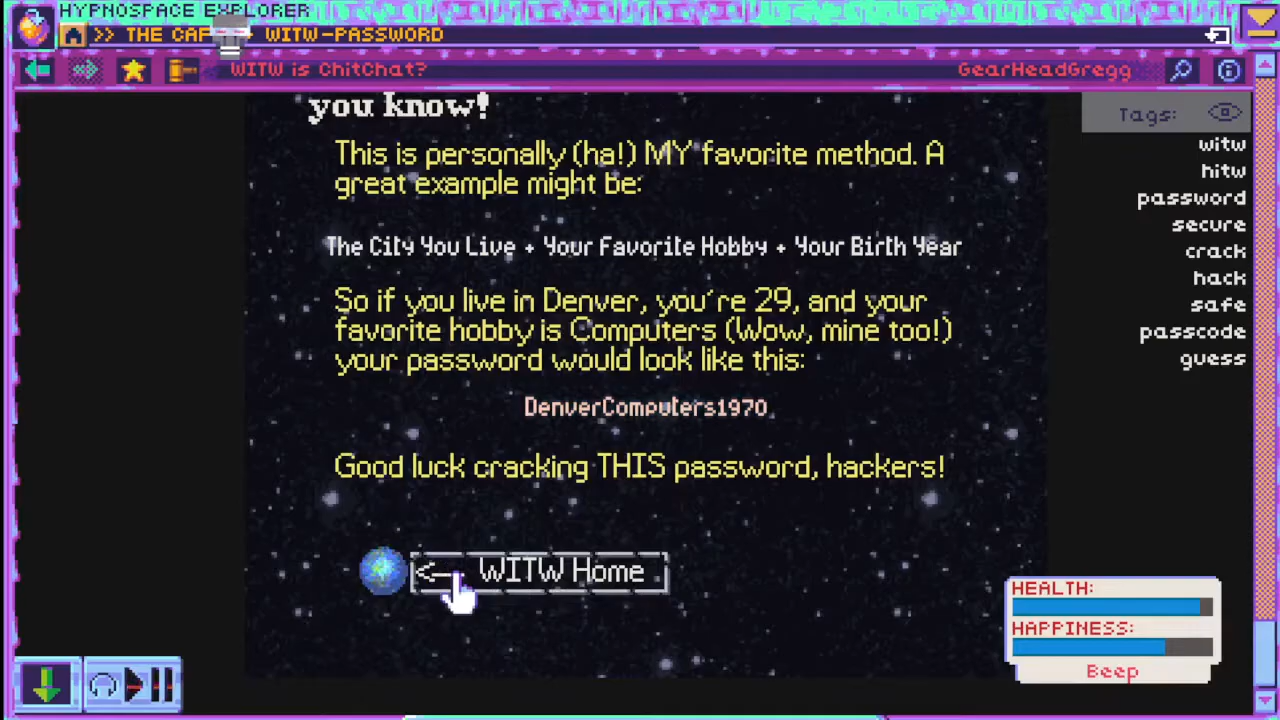 HYPNOSPACE EXPLORER
>> THE CAF WITW-PASSWORD
WITW is ChitChat? GearHeadGregg
you know!
This is personally (ha!) MY favorite method. A
great example might be:
The City You Live + Your Favorite Hobby + Your Birth Year
So if you live in Denver, you're 29, and your
favorite hobby is Computers (Wow, mine too!)
your password would look like this:
DenverComputers1970
Good luck cracking THIS password, hackers!
<-- WITW Home
Tags:
witw
hitw
password
secure
crack
hack
safe
passcode
guess
HEALTH:
HAPPINESS:
Beep